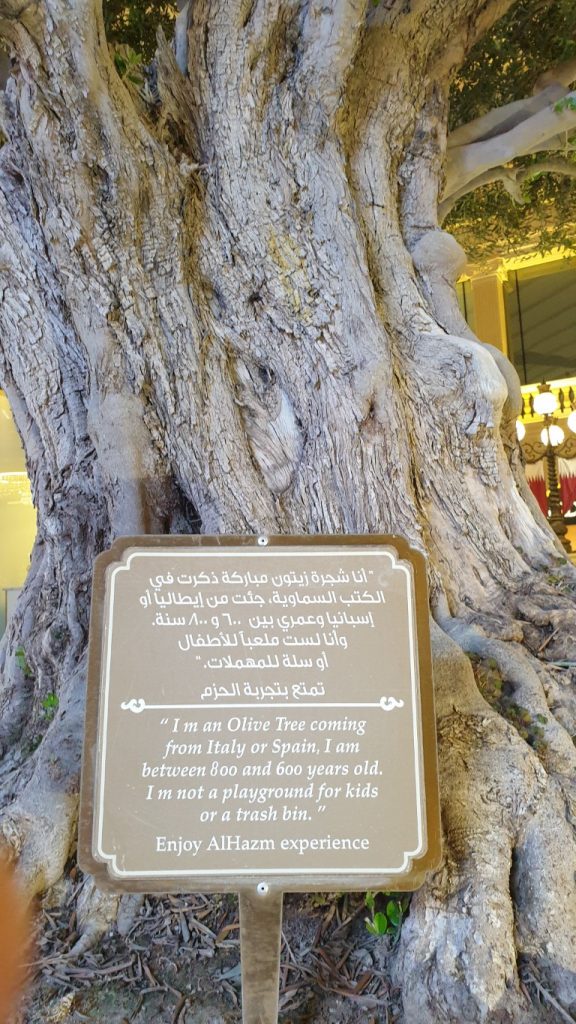 " أنا شجرة زيتون مباركة ذكرت في
الكتب السماوية، جئت من إيطاليا أو
إسبانيا وعمري بين ٦٠٠ و ٨٠٠ سنة.
وأنا لست ملعباً للأطفال
أو سلة للمهملات. "
تمتع بتجربة الحزم
“ I m an Olive Tree coming
from Italy or Spain, I am
between 800 and 600 years old.
I m not a playground for kids
or a trash bin. ”
Enjoy AlHazm experience